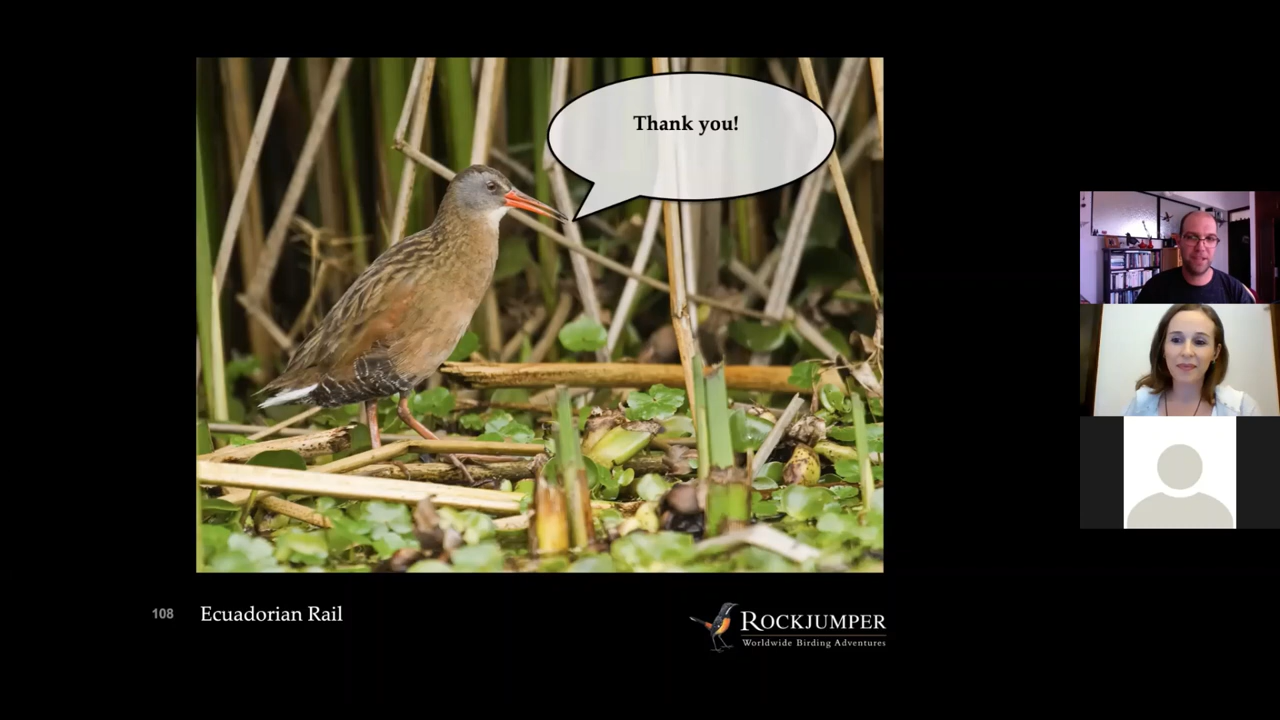 Thank you!
108 Ecuadorian Rail
ROCKJUMPER
Worldwide Birding Adventures